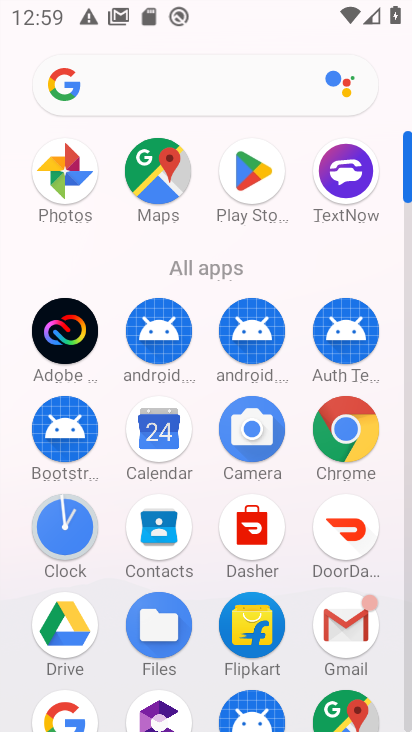 12:59
Photos Maps Play Sto... TextNow
All apps
Adobe ... android... android... Auth Te...
Bootstr... Calendar Camera Chrome
24
Clock Contacts Dasher DoorDa...
Drive Files Flipkart Gmail